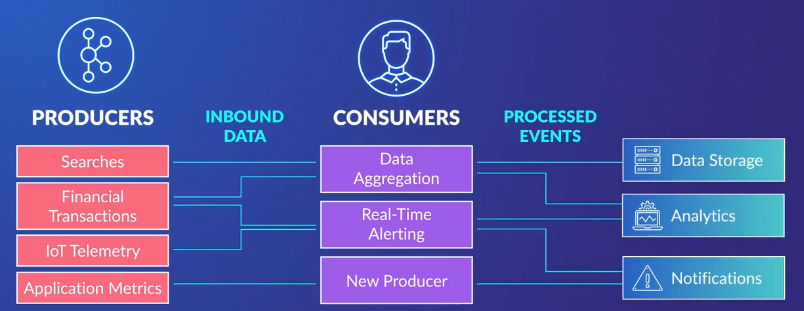 PRODUCERS
INBOUND
DATA
CONSUMERS
PROCESSED
EVENTS
Searches
Financial
Transactions
IoT Telemetry
Application Metrics
Data
Aggregation
Real-Time
Alerting
New Producer
Data Storage
Analytics
Notifications